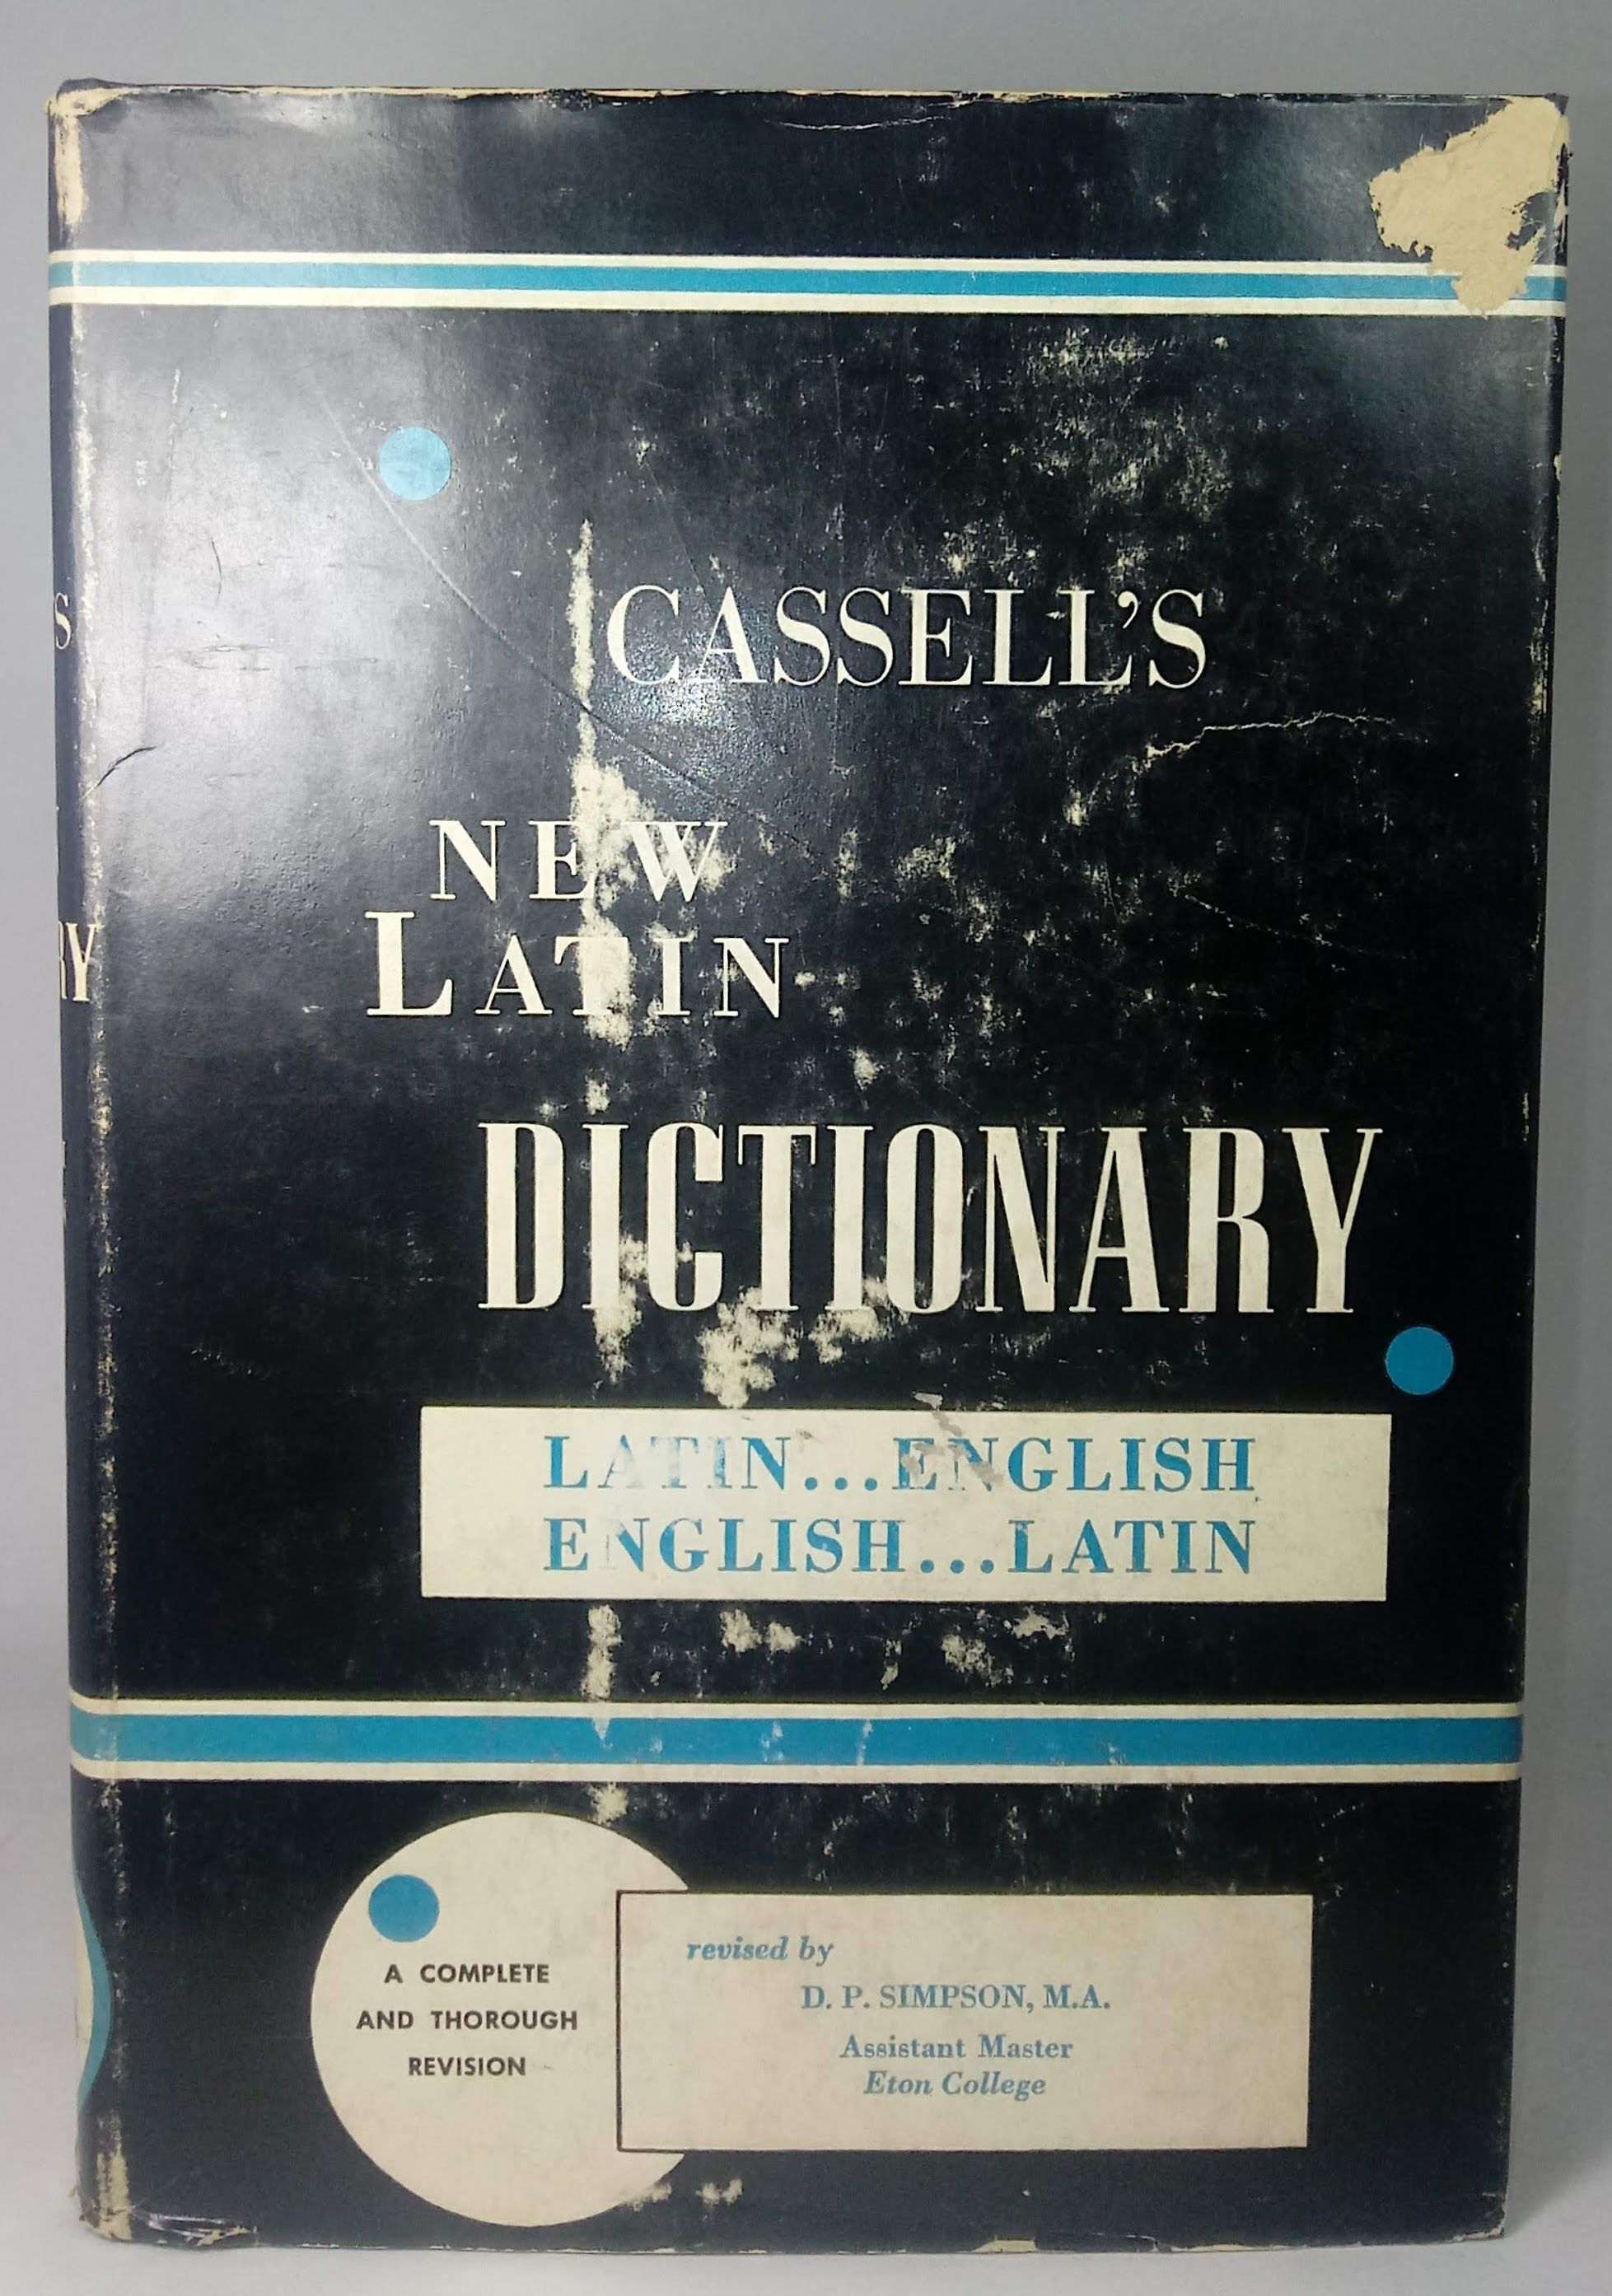 CASSELL'S
NEW
LATIN
DICTIONARY
LATIN...ENGLISH
ENGLISH...LATIN
A COMPLETE
AND THOROUGH
REVISION
revised by
D. P. SIMPSON, M.A.
Assistant Master
Eton College